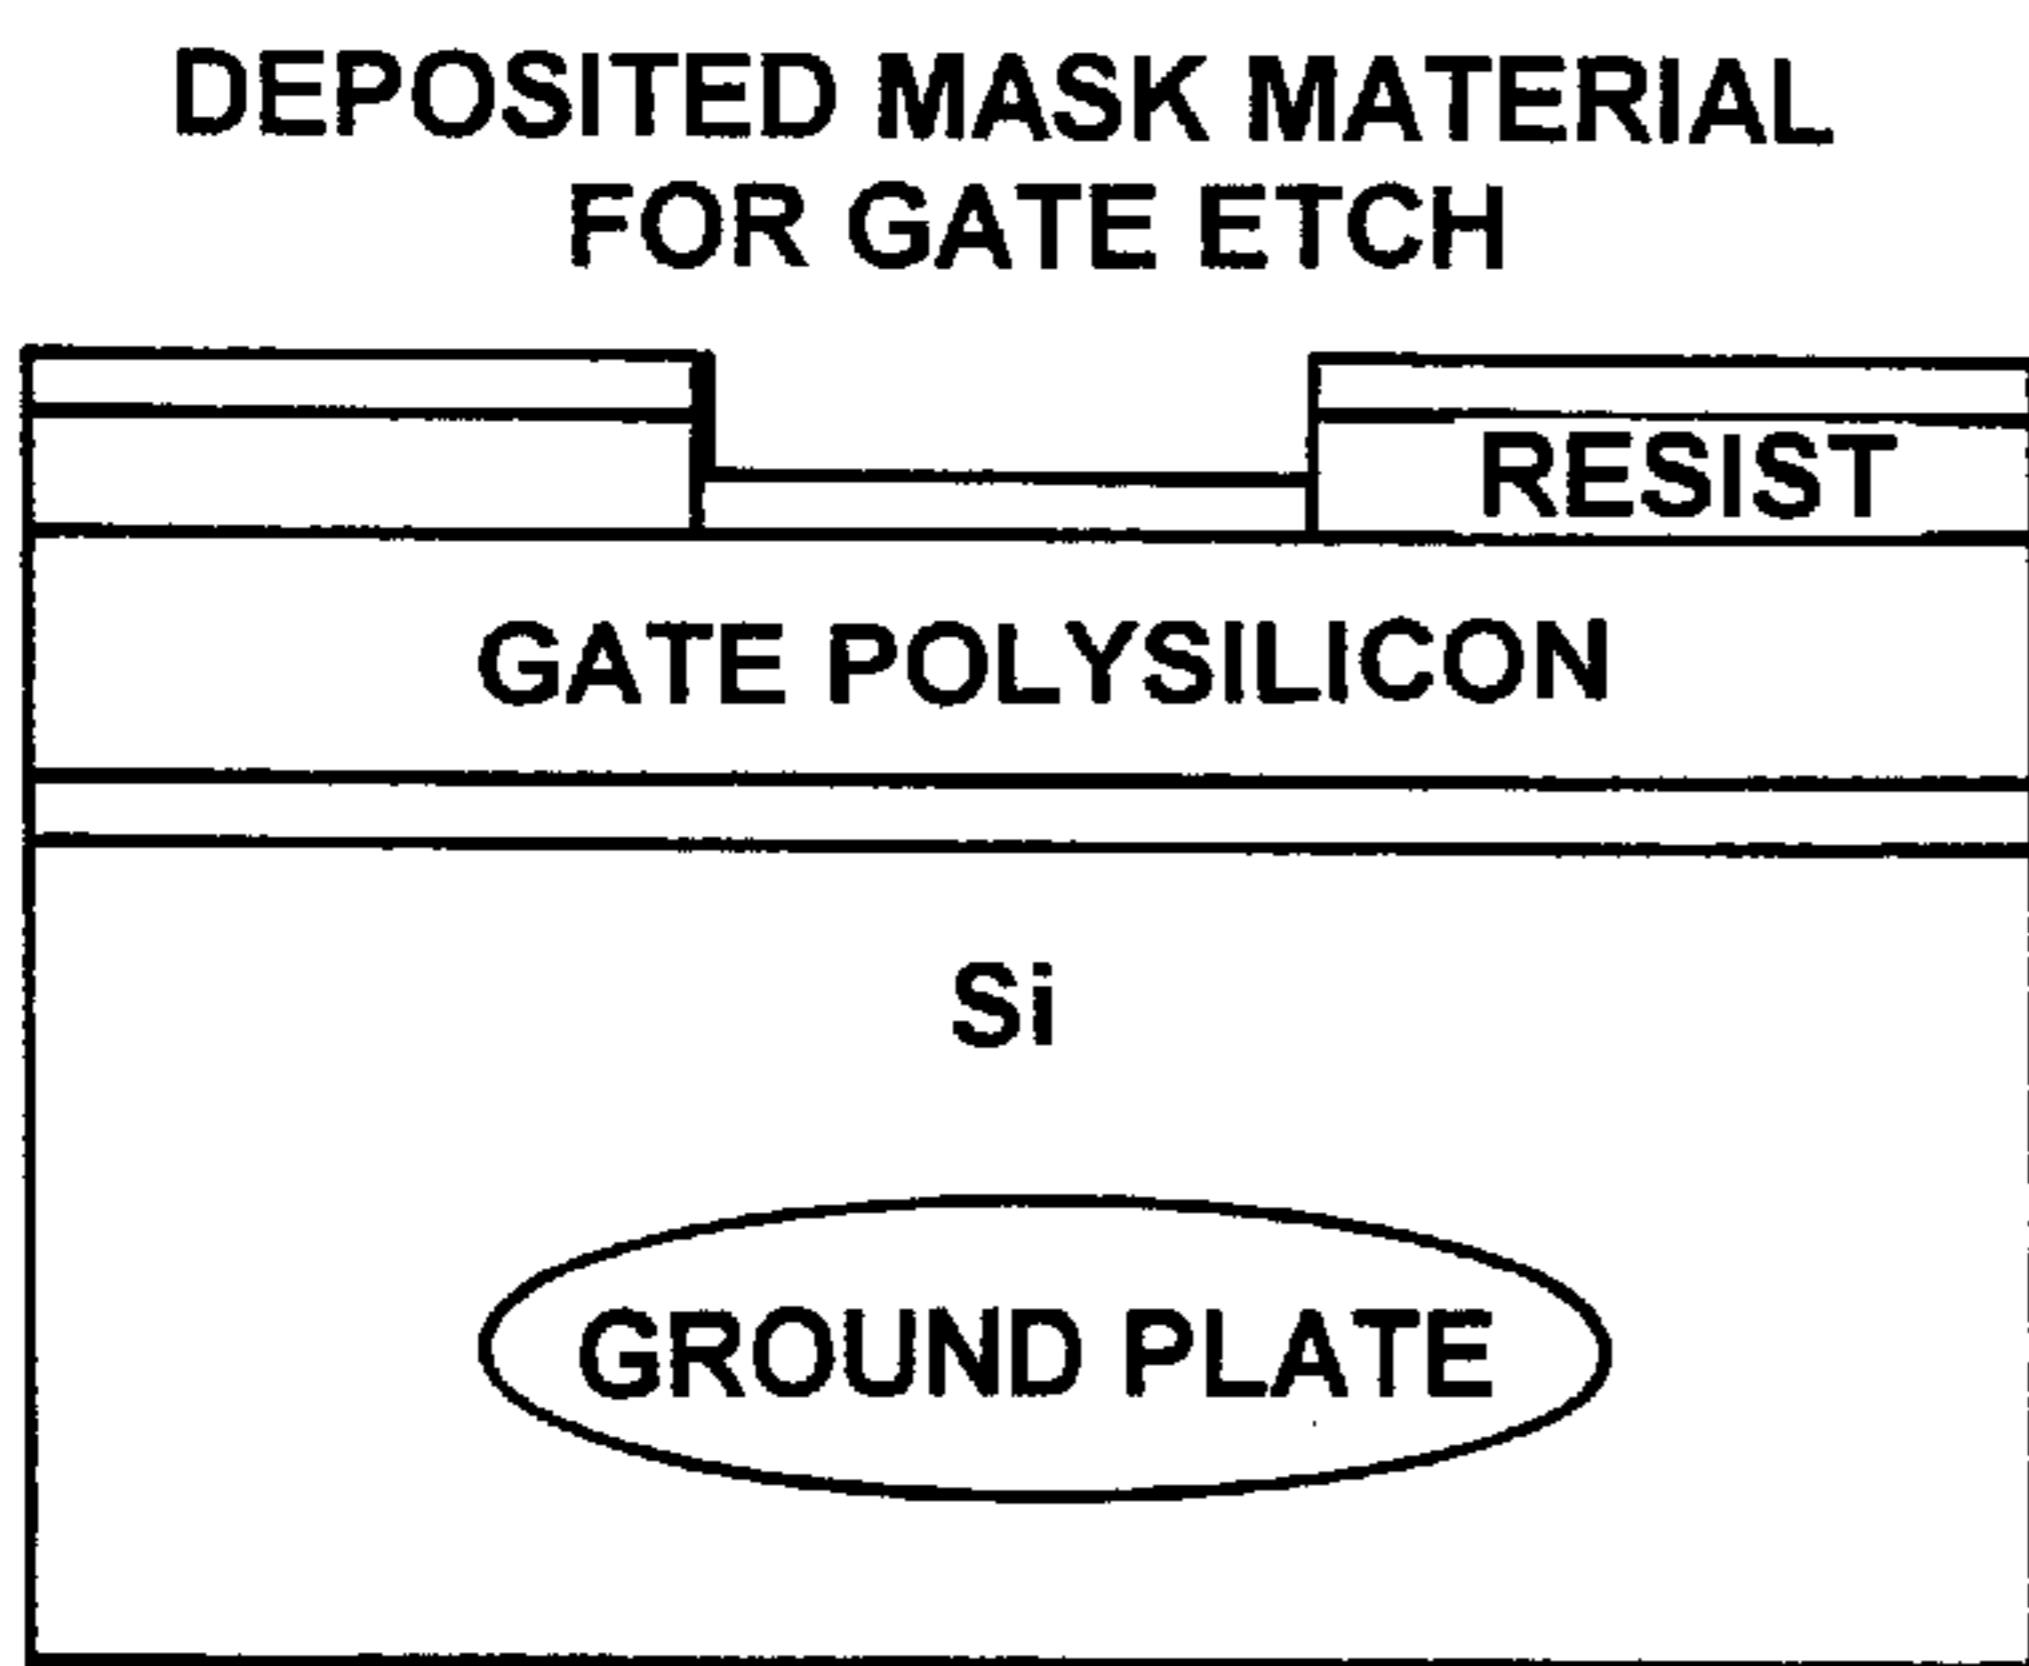 DEPOSITED MASK MATERIAL
FOR GATE ETCH
RESIST
GATE POLYSILICON
Si
GROUND PLATE